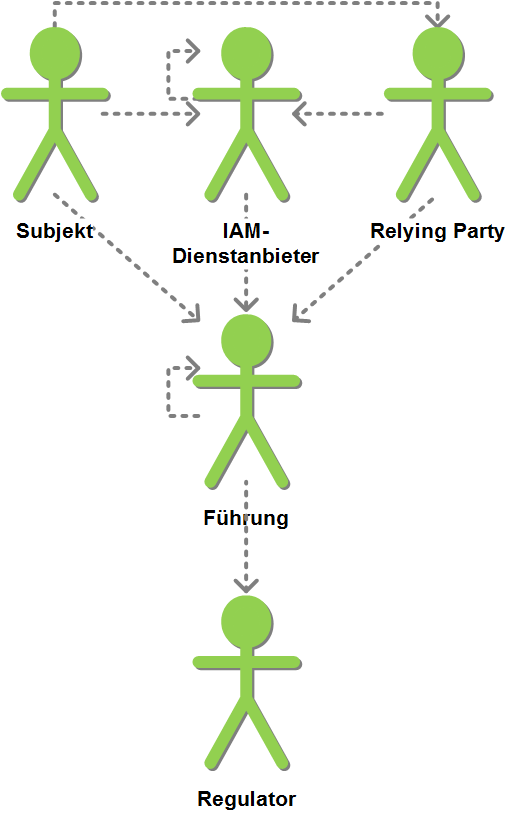 Subjekt
IAM-
Dienstanbieter
Relying Party
Führung
Regulator